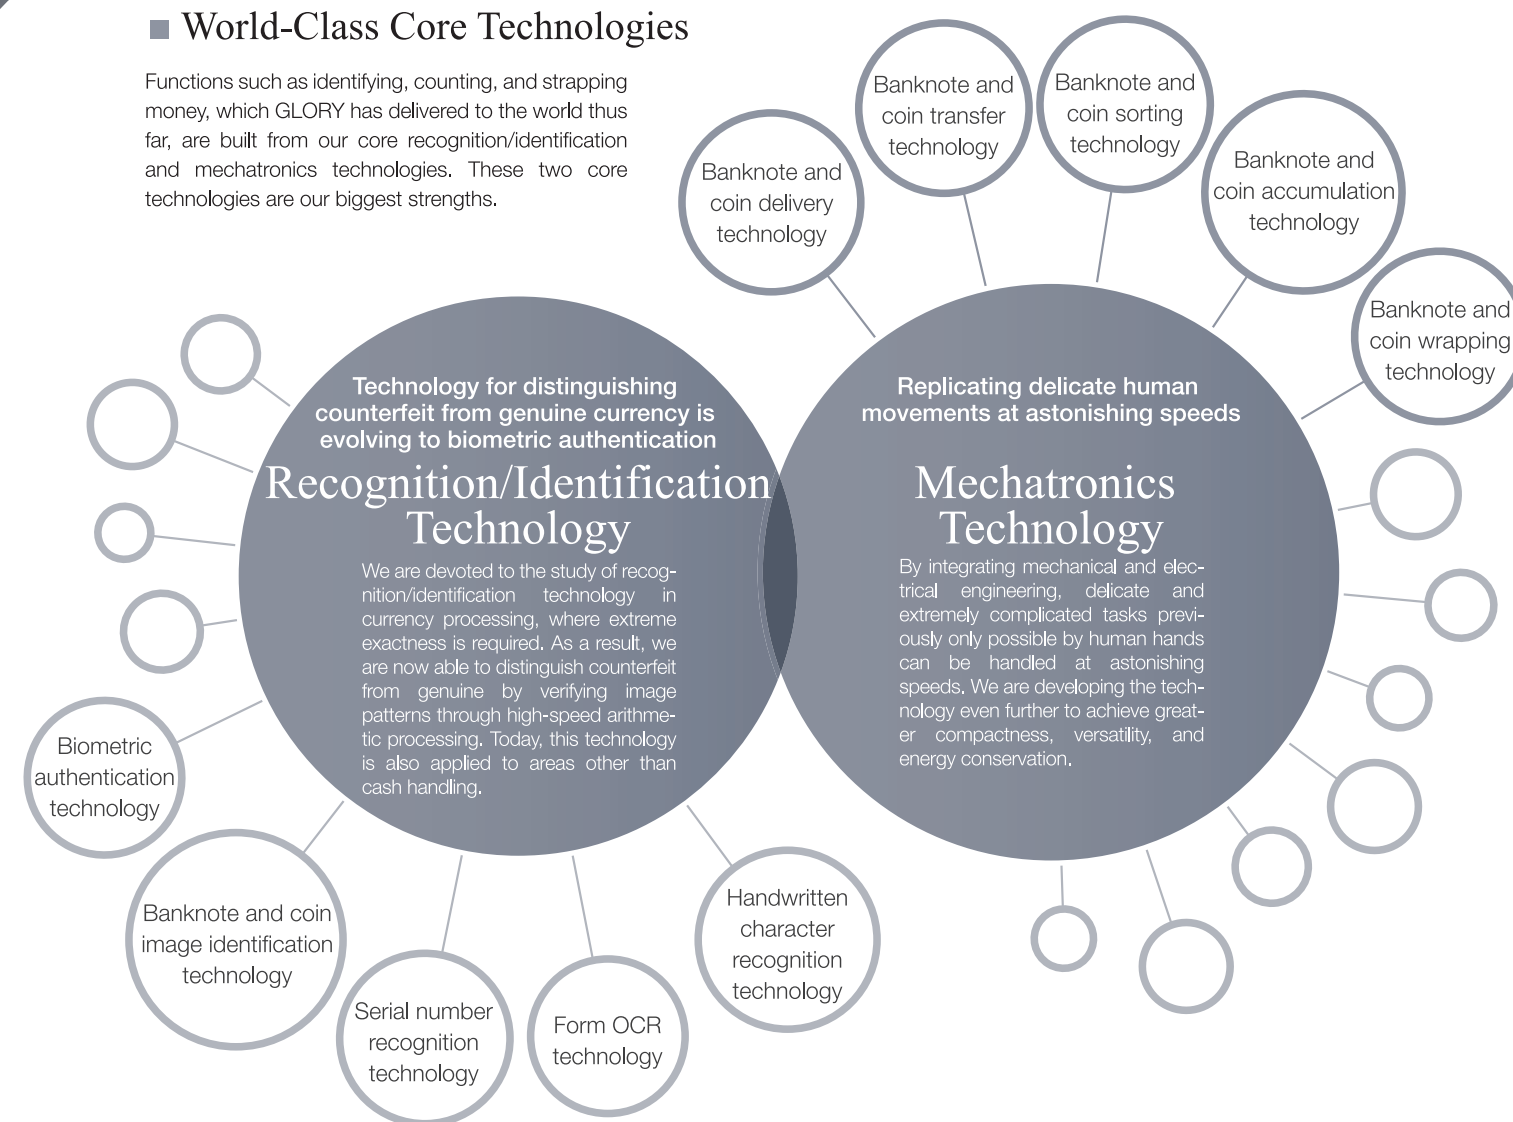 World-Class Core Technologies
Functions such as identifying, counting, and strapping
money, which GLORY has delivered to the world thus
far, are built from our core recognition/identification
and mechatronics technologies. These two core
technologies are our biggest strengths.
Banknote and
coin delivery
technology
Banknote and
coin transfer
technology
Banknote and
coin sorting
technology
Banknote and
coin accumulation
technology
Banknote and
coin wrapping
technology
Technology for distinguishing
counterfeit from genuine currency is
evolving to biometric authentication
Recognition/Identification
Technology
We are devoted to the study of recog-
nition/identification technology in
currency processing, where extreme
exactness is required. As a result, we
are now able to distinguish counterfeit
from genuine by verifying image
patterns through high-speed arithme-
tic processing. Today, this technology
is also applied to areas other than
cash handling.
Replicating delicate human
movements at astonishing speeds
Mechatronics
Technology
By integrating mechanical and elec-
trical engineering, delicate and
extremely complicated tasks previ-
ously only possible by human hands
can be handled at astonishing
speeds. We are developing the tech-
nology even further to achieve great-
er compactness, versatility, and
energy conservation.
Biometric
authentication
technology
Banknote and coin
image identification
technology
Serial number
recognition
technology
Form OCR
technology
Handwritten
character
recognition
technology